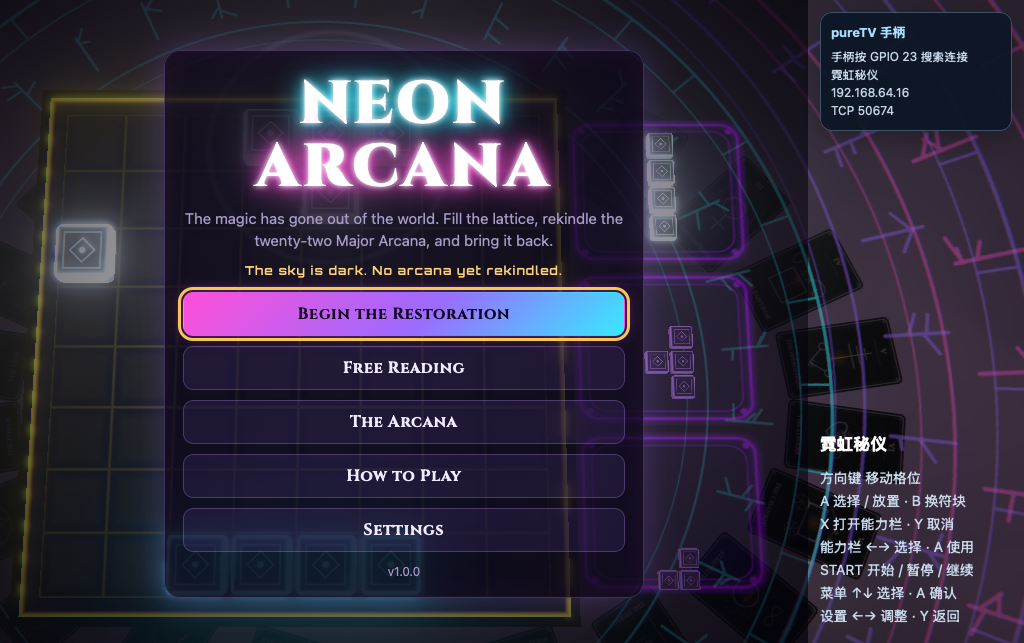 NEON
ARCANA
The magic has gone out of the world. Fill the lattice, rekindle the
twenty-two Major Arcana, and bring it back.
The sky is dark. No arcana yet rekindled.
Begin the Restoration
Free Reading
The Arcana
How to Play
Settings
v1.0.0
pureTV 手柄
手柄按 GPIO 23 搜索连接
霓虹秘仪
192.168.64.16
TCP 50674
霓虹秘仪
方向键 移动格位
A 选择 / 放置 · B 换符块
X 打开能力栏 · Y 取消
能力栏 ←→ 选择 · A 使用
START 开始 / 暂停 / 继续
菜单 ↑↓ 选择 · A 确认
设置 ←→ 调整 · Y 返回